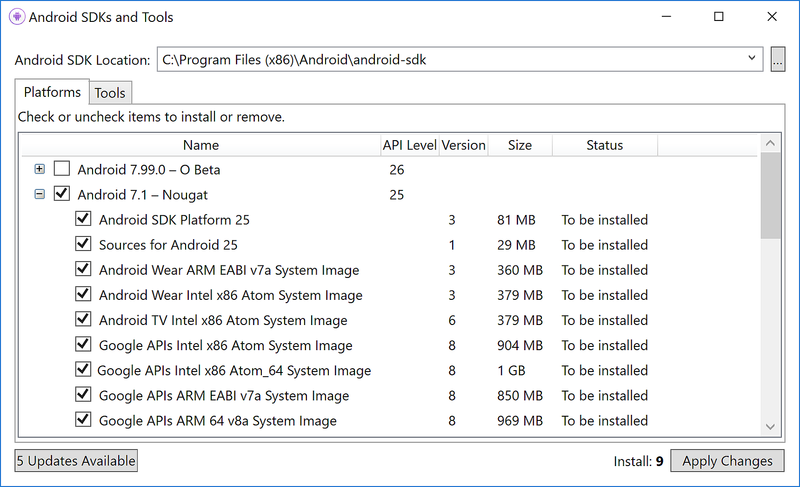 Android SDKs and Tools
Android SDK Location: C:\Program Files (x86)\Android\android-sdk ...
Platforms Tools
Check or uncheck items to install or remove.
Name API Level Version Size Status
Android 7.99.0 – O Beta 26
Android 7.1 – Nougat 25
Android SDK Platform 25 3 81 MB To be installed
Sources for Android 25 1 29 MB To be installed
Android Wear ARM EABI v7a System Image 3 360 MB To be installed
Android Wear Intel x86 Atom System Image 3 379 MB To be installed
Android TV Intel x86 Atom System Image 6 379 MB To be installed
Google APIs Intel x86 Atom System Image 8 904 MB To be installed
Google APIs Intel x86 Atom_64 System Image 8 1 GB To be installed
Google APIs ARM EABI v7a System Image 8 850 MB To be installed
Google APIs ARM 64 v8a System Image 8 969 MB To be installed
5 Updates Available Install: 9 Apply Changes